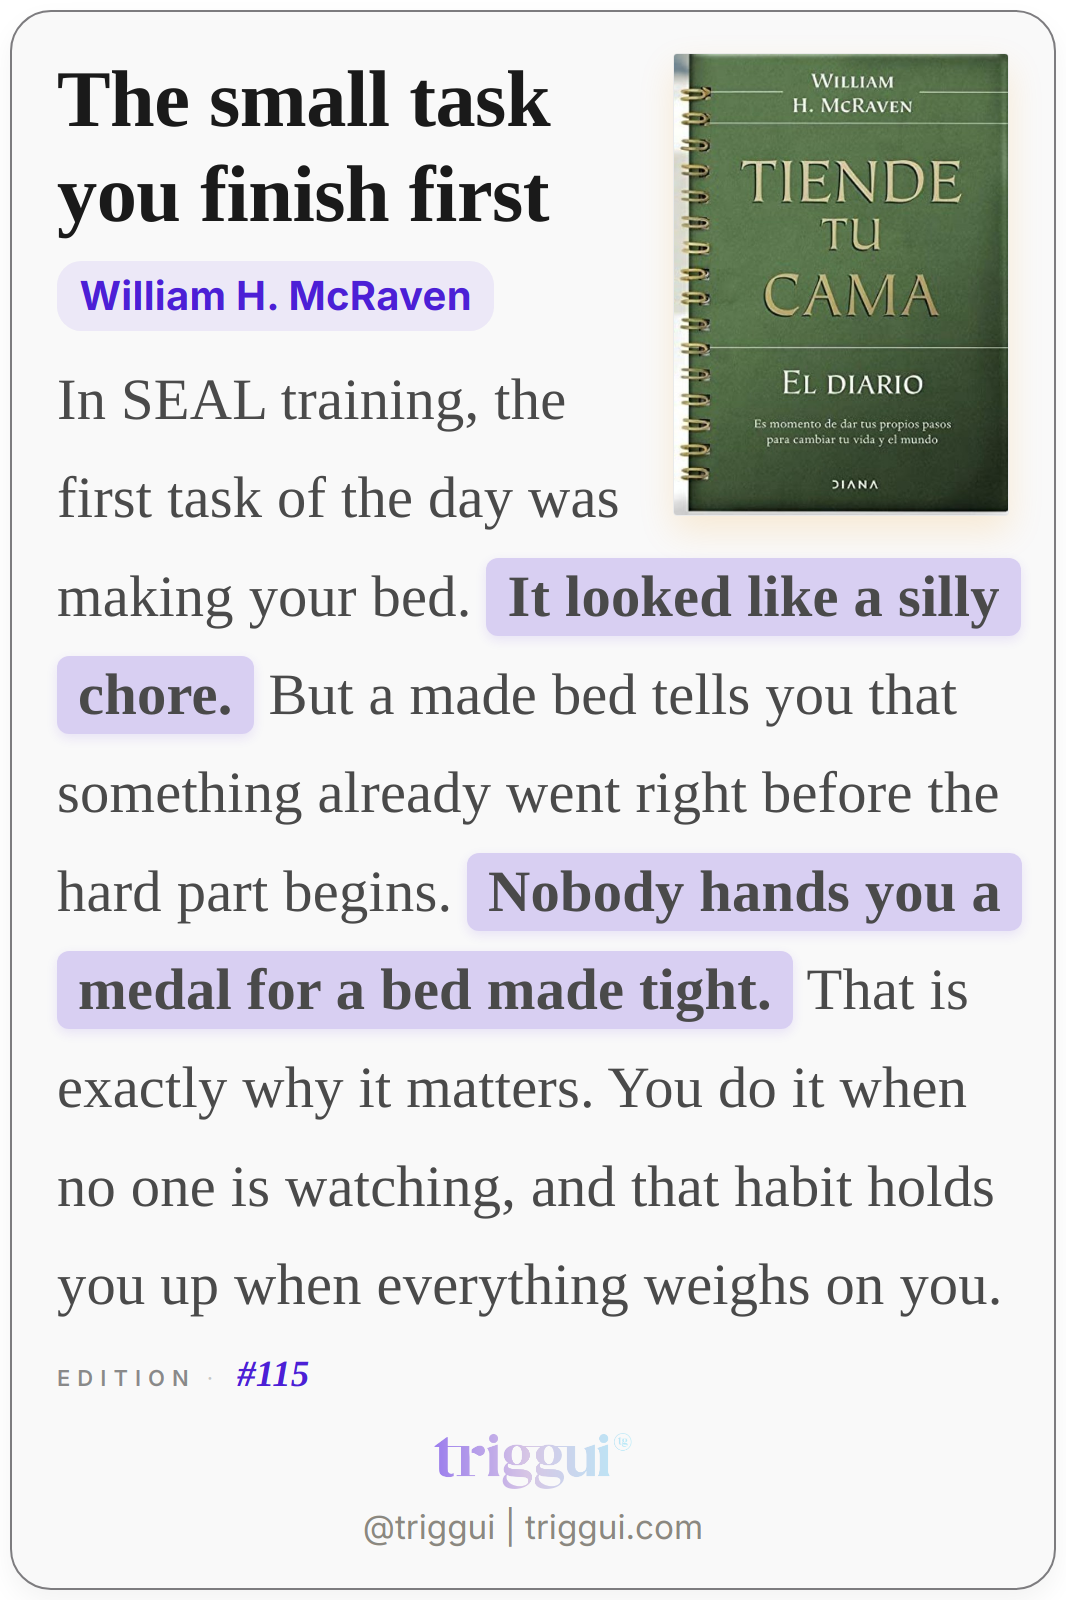 The small task
you finish first
William H. McRaven
WILLIAM
H. MCRAVEN
TIENDE
TU
CAMA
EL DIARIO
Es momento de dar tus propios pasos
para cambiar tu vida y el mundo
DIANA
In SEAL training, the
first task of the day was
making your bed. It looked like a silly
chore. But a made bed tells you that
something already went right before the
hard part begins. Nobody hands you a
medal for a bed made tight. That is
exactly why it matters. You do it when
no one is watching, and that habit holds
you up when everything weighs on you.
EDITION · #115
triggui tg
@triggui | triggui.com